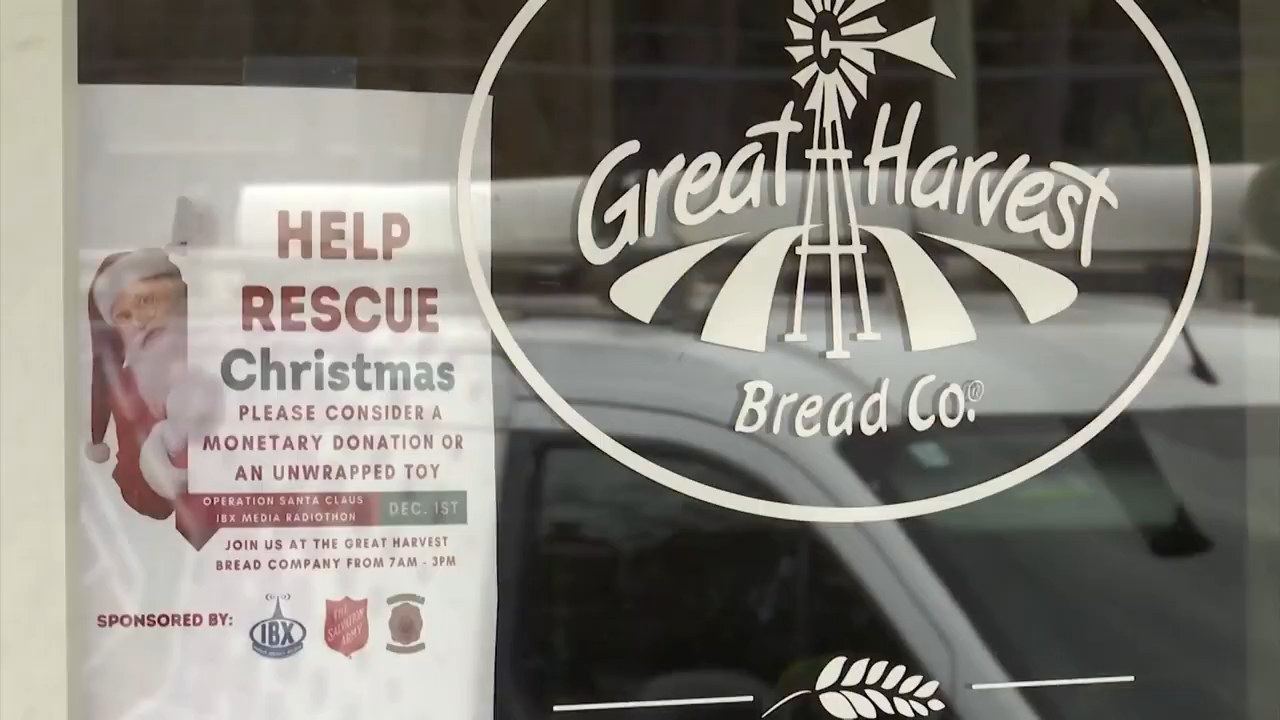 HELP
RESCUE
Christmas
PLEASE CONSIDER A
MONETARY DONATION OR
AN UNWRAPPED TOY
OPERATION SANTA CLAUS
IBX MEDIA RADIOTHON
DEC. 1ST
JOIN US AT THE GREAT HARVEST
BREAD COMPANY FROM 7AM - 3PM
SPONSORED BY:
IBX
THE
SALVATION
ARMY
Great Harvest
Bread Co.®